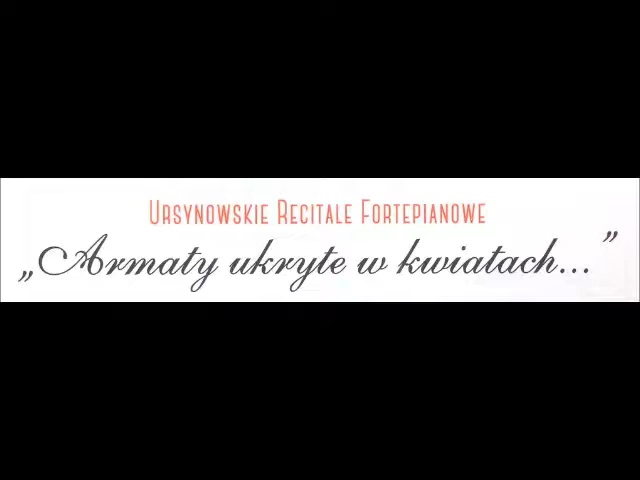 Ursynowskie Recitale Fortepianowe
„Armaty ukryte w kwiatach...”